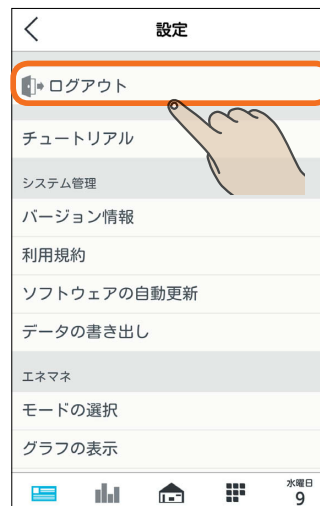 設定
ログアウト
チュートリアル
システム管理
バージョン情報
利用規約
ソフトウェアの自動更新
データの書き出し
エネマネ
モードの選択
グラフの表示
水曜日
9